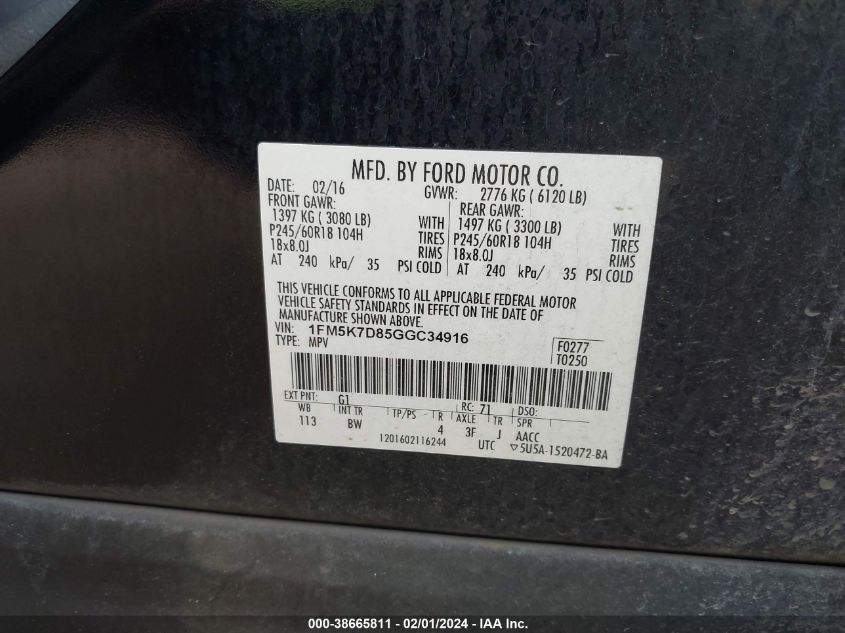 MFD. BY FORD MOTOR CO.
DATE: 02/16 GVWR: 2776 KG ( 6120 LB)
FRONT GAWR: REAR GAWR:
1397 KG ( 3080 LB) WITH 1497 KG ( 3300 LB) WITH
P245/60R18 104H TIRES P245/60R18 104H TIRES
18x8.0J RIMS 18x8.0J RIMS
AT 240 kPa/ 35 PSI COLD AT 240 kPa/ 35 PSI COLD
THIS VEHICLE CONFORMS TO ALL APPLICABLE FEDERAL MOTOR
VEHICLE SAFETY STANDARDS IN EFFECT ON THE DATE OF
MANUFACTURE SHOWN ABOVE.
VIN: 1FM5K7D85GGC34916
TYPE: MPV
F0277
T0250
EXT PNT: G1 RC: 71 DSO:
WB INT TR TP/PS R AXLE TR SPR
113 BW 4 3F J AACC
1201602116244 UTC ▽5U5A-1520472-BA
000-38665811 - 02/01/2024 - IAA Inc.